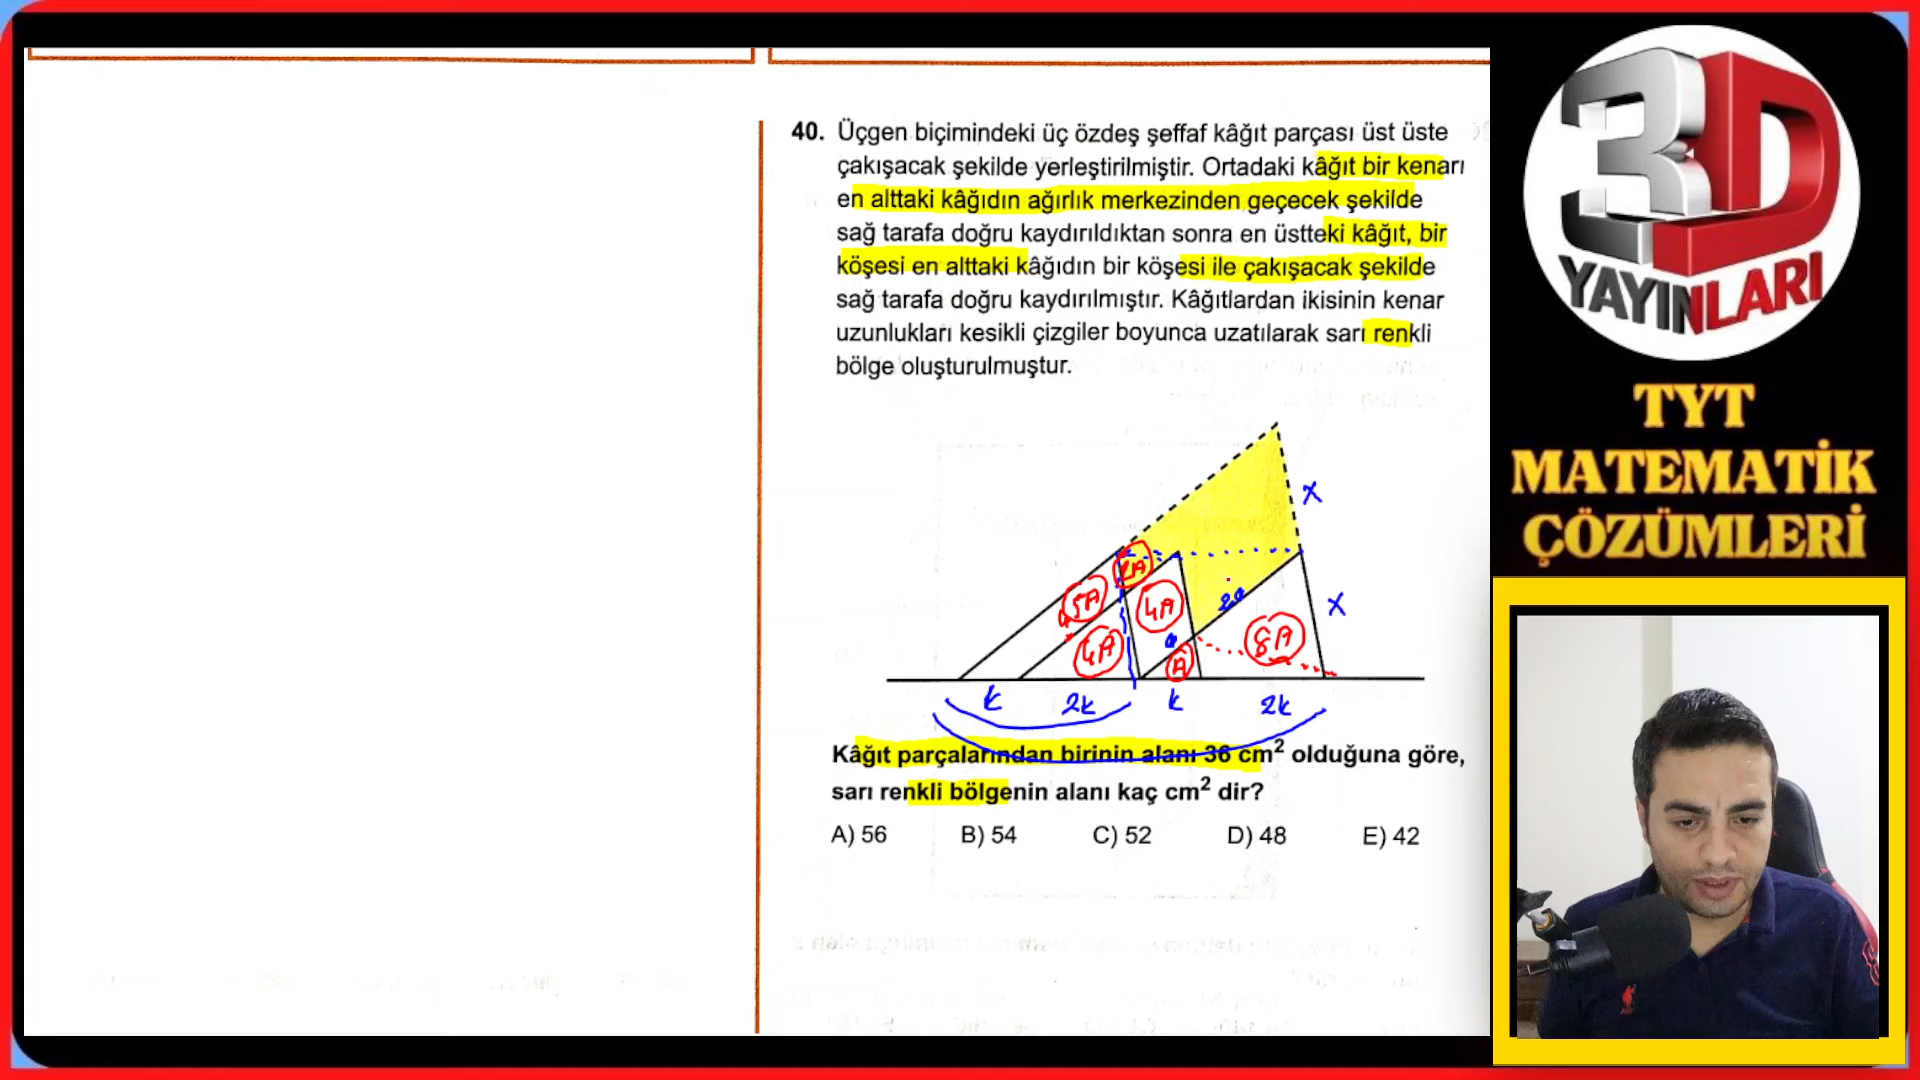 40. Üçgen biçimindeki üç özdeş şeffaf kâğıt parçası üst üste
çakışacak şekilde yerleştirilmiştir. Ortadaki kâğıt bir kenarı
en alttaki kâğıdın ağırlık merkezinden geçecek şekilde
sağ tarafa doğru kaydırıldıktan sonra en üstteki kâğıt, bir
köşesi en alttaki kâğıdın bir köşesi ile çakışacak şekilde
sağ tarafa doğru kaydırılmıştır. Kâğıtlardan ikisinin kenar
uzunlukları kesikli çizgiler boyunca uzatılarak sarı renkli
bölge oluşturulmuştur.
x
x
5A
4A
4A
2a
a
A
8A
k
2k
k
2k
Kâğıt parçalarından birinin alanı 36 cm² olduğuna göre,
sarı renkli bölgenin alanı kaç cm² dir?
A) 56 B) 54 C) 52 D) 48 E) 42
3D
YAYINLARI
TYT
MATEMATİK
ÇÖZÜMLERİ